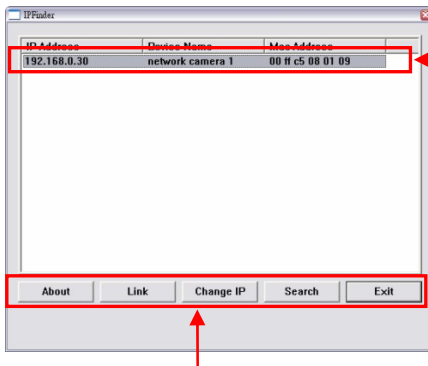 IPFinder
IP Address Device Name Mac Address
192.168.0.30 network camera 1 00 ff c5 08 01 09
About Link Change IP Search Exit